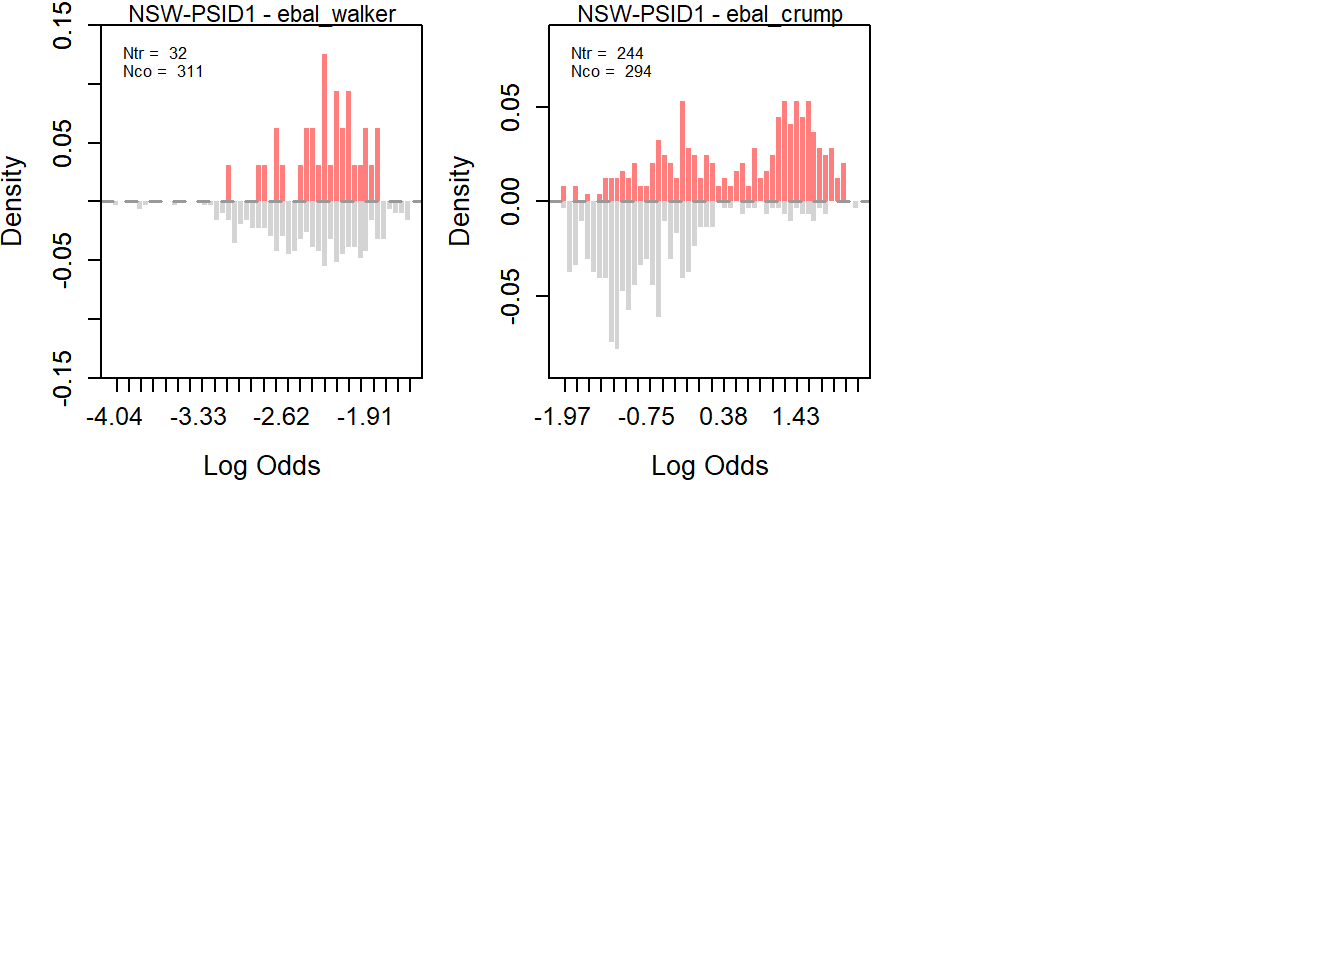 NSW-PSID1 - ebal_walker
Ntr = 32
Nco = 311
Density
0.15
0.05
-0.05
-0.15
-4.04 -3.33 -2.62 -1.91
Log Odds
NSW-PSID1 - ebal_crump
Ntr = 244
Nco = 294
Density
0.05
0.00
-0.05
-1.97 -0.75 0.38 1.43
Log Odds